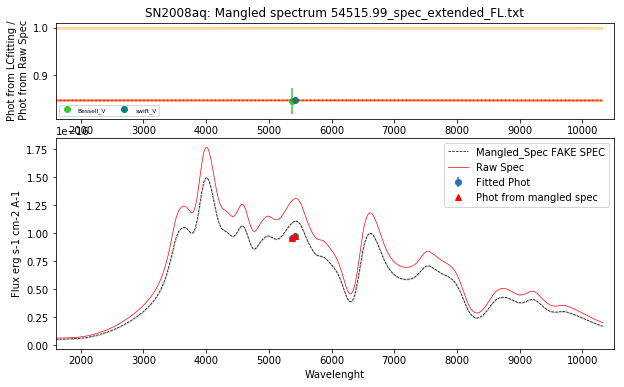 SN2008aq: Mangled spectrum 54515.99_spec_extended_FL.txt
Phot from LCfitting /
Phot from Raw Spec
1.0
0.9
Bessell_V
swift_V
2000 3000 4000 5000 6000 7000 8000 9000 10000
1e−16
Flux erg s-1 cm-2 A-1
1.75
1.50
1.25
1.00
0.75
0.50
0.25
0.00
Mangled_Spec FAKE SPEC
Raw Spec
Fitted Phot
Phot from mangled spec
2000 3000 4000 5000 6000 7000 8000 9000 10000
Wavelenght